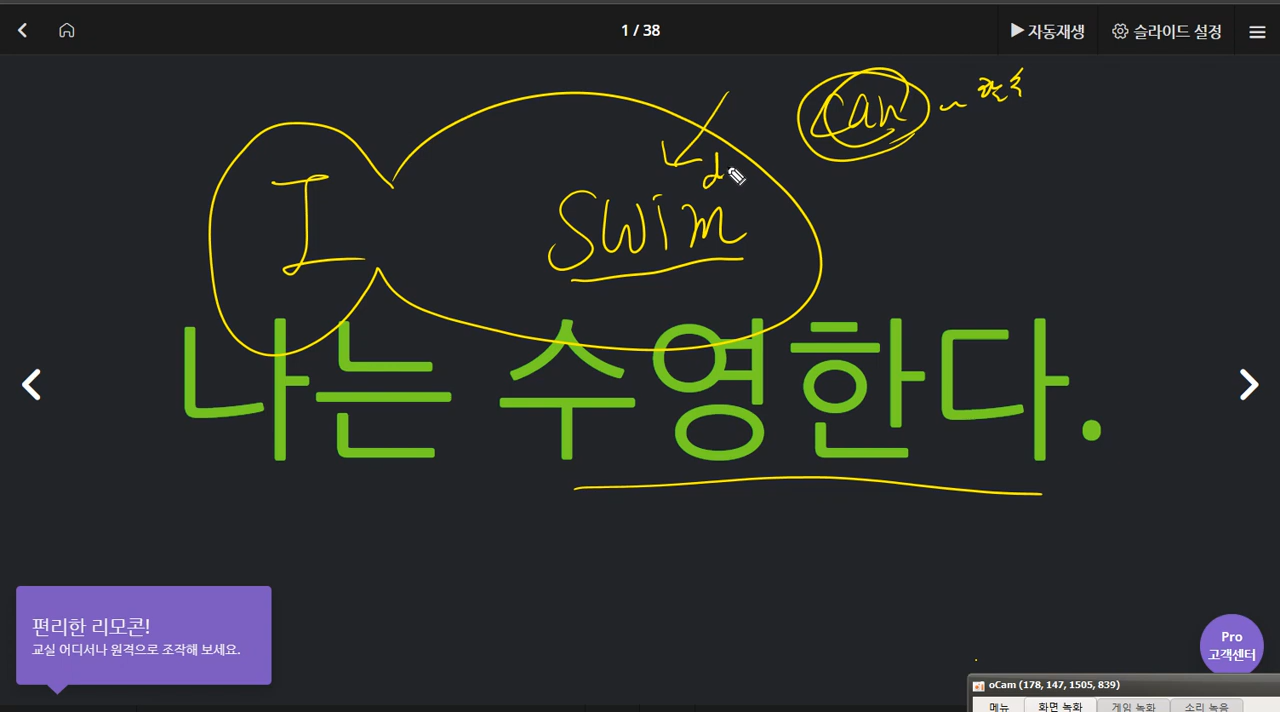 1 / 38
▶자동재생
슬라이드 설정
can
d
I
swim
나는 수영한다.
편리한 리모콘!
교실 어디서나 원격으로 조작해 보세요.
Pro
고객센터
oCam (178, 147, 1505, 839)
메뉴
화면 녹화
게임 녹화
소리 녹음